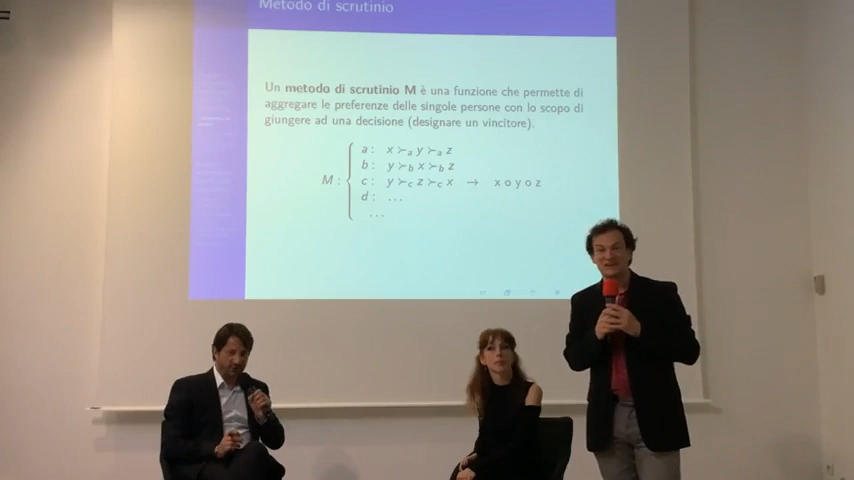 Metodo di scrutinio
Un metodo di scrutinio M è una funzione che permette di
aggregare le preferenze delle singole persone con lo scopo di
giungere ad una decisione (designare un vincitore).
a : x ≻a y ≻a z
b : y ≻b x ≻b z
M : c : y ≻c z ≻c x → x o y o z
d : ...
...